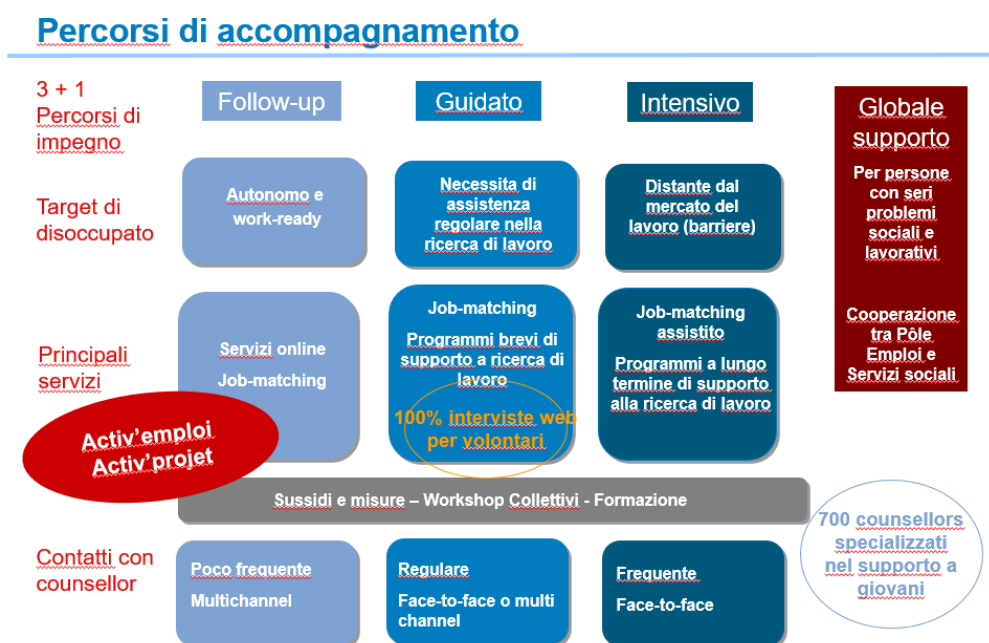 Percorsi di accompagnamento
3 + 1
Percorsi di
impegno
Follow-up
Guidato
Intensivo
Globale
supporto
Per persone
con seri
problemi
sociali e
lavorativi
Cooperazione
tra Pôle
Emploi e
Servizi sociali
Target di
disoccupato
Autonomo e
work-ready
Necessita di
assistenza
regolare nella
ricerca di lavoro
Distante dal
mercato del
lavoro (barriere)
Principali
servizi
Servizi online
Job-matching
Job-matching
Programmi brevi di
supporto a ricerca di
lavoro
100% interviste web
per volontari
Job-matching
assistito
Programmi a lungo
termine di supporto
alla ricerca di lavoro
Activ'emploi
Activ'projet
Sussidi e misure – Workshop Collettivi - Formazione
700 counsellors
specializzati
nel supporto a
giovani
Contatti con
counsellor
Poco frequente
Multichannel
Regulare
Face-to-face o multi
channel
Frequente
Face-to-face